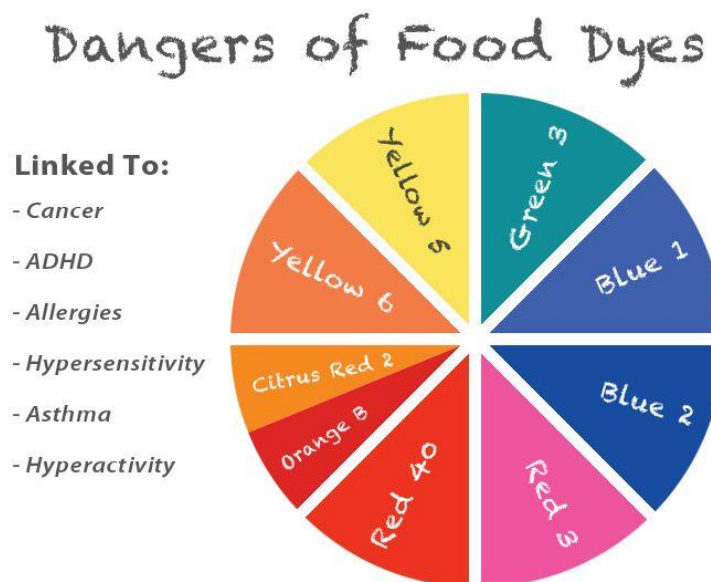 Dangers of Food Dyes
Linked To:
- Cancer
- ADHD
- Allergies
- Hypersensitivity
- Asthma
- Hyperactivity
Yellow 5
Green 3
Yellow 6
Blue 1
Citrus Red 2
Blue 2
Orange B
Red 40
Red 3